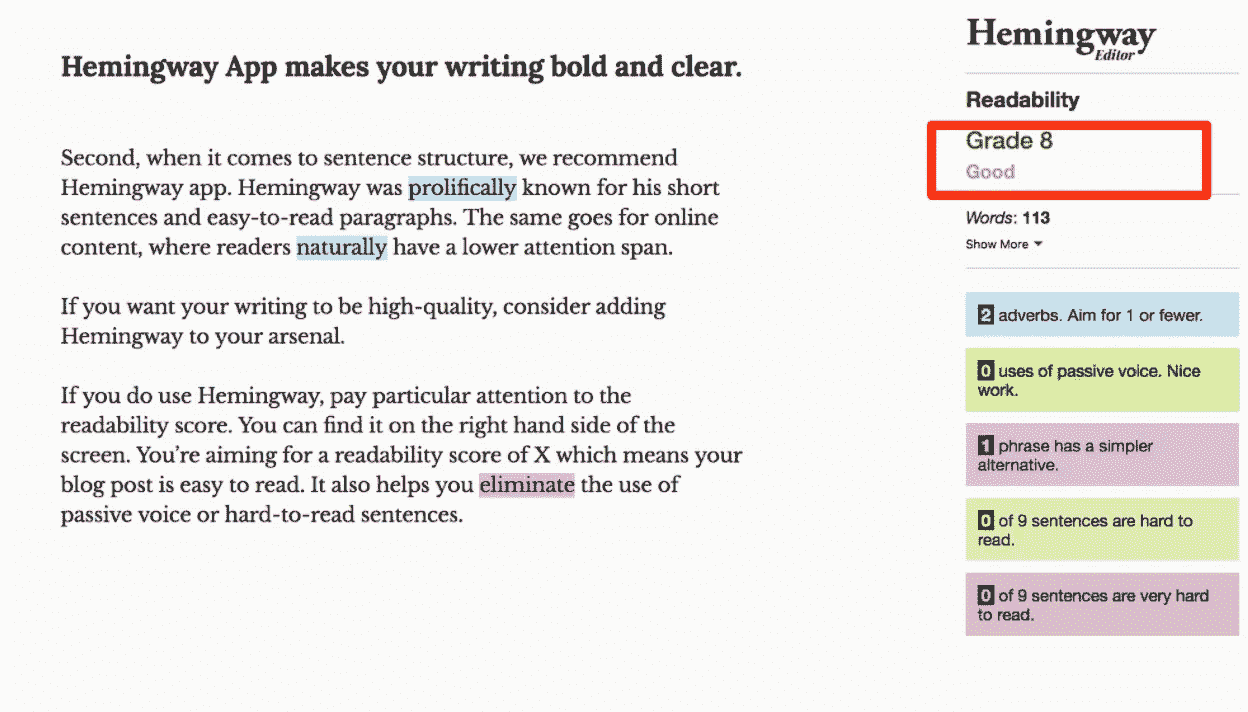 Hemingway App makes your writing bold and clear.
Second, when it comes to sentence structure, we recommend
Hemingway app. Hemingway was prolifically known for his short
sentences and easy-to-read paragraphs. The same goes for online
content, where readers naturally have a lower attention span.
If you want your writing to be high-quality, consider adding
Hemingway to your arsenal.
If you do use Hemingway, pay particular attention to the
readability score. You can find it on the right hand side of the
screen. You’re aiming for a readability score of X which means your
blog post is easy to read. It also helps you eliminate the use of
passive voice or hard-to-read sentences.
Hemingway
Editor
Readability
Grade 8
Good
Words: 113
Show More
2 adverbs. Aim for 1 or fewer.
0 uses of passive voice. Nice
work.
1 phrase has a simpler
alternative.
0 of 9 sentences are hard to
read.
0 of 9 sentences are very hard
to read.